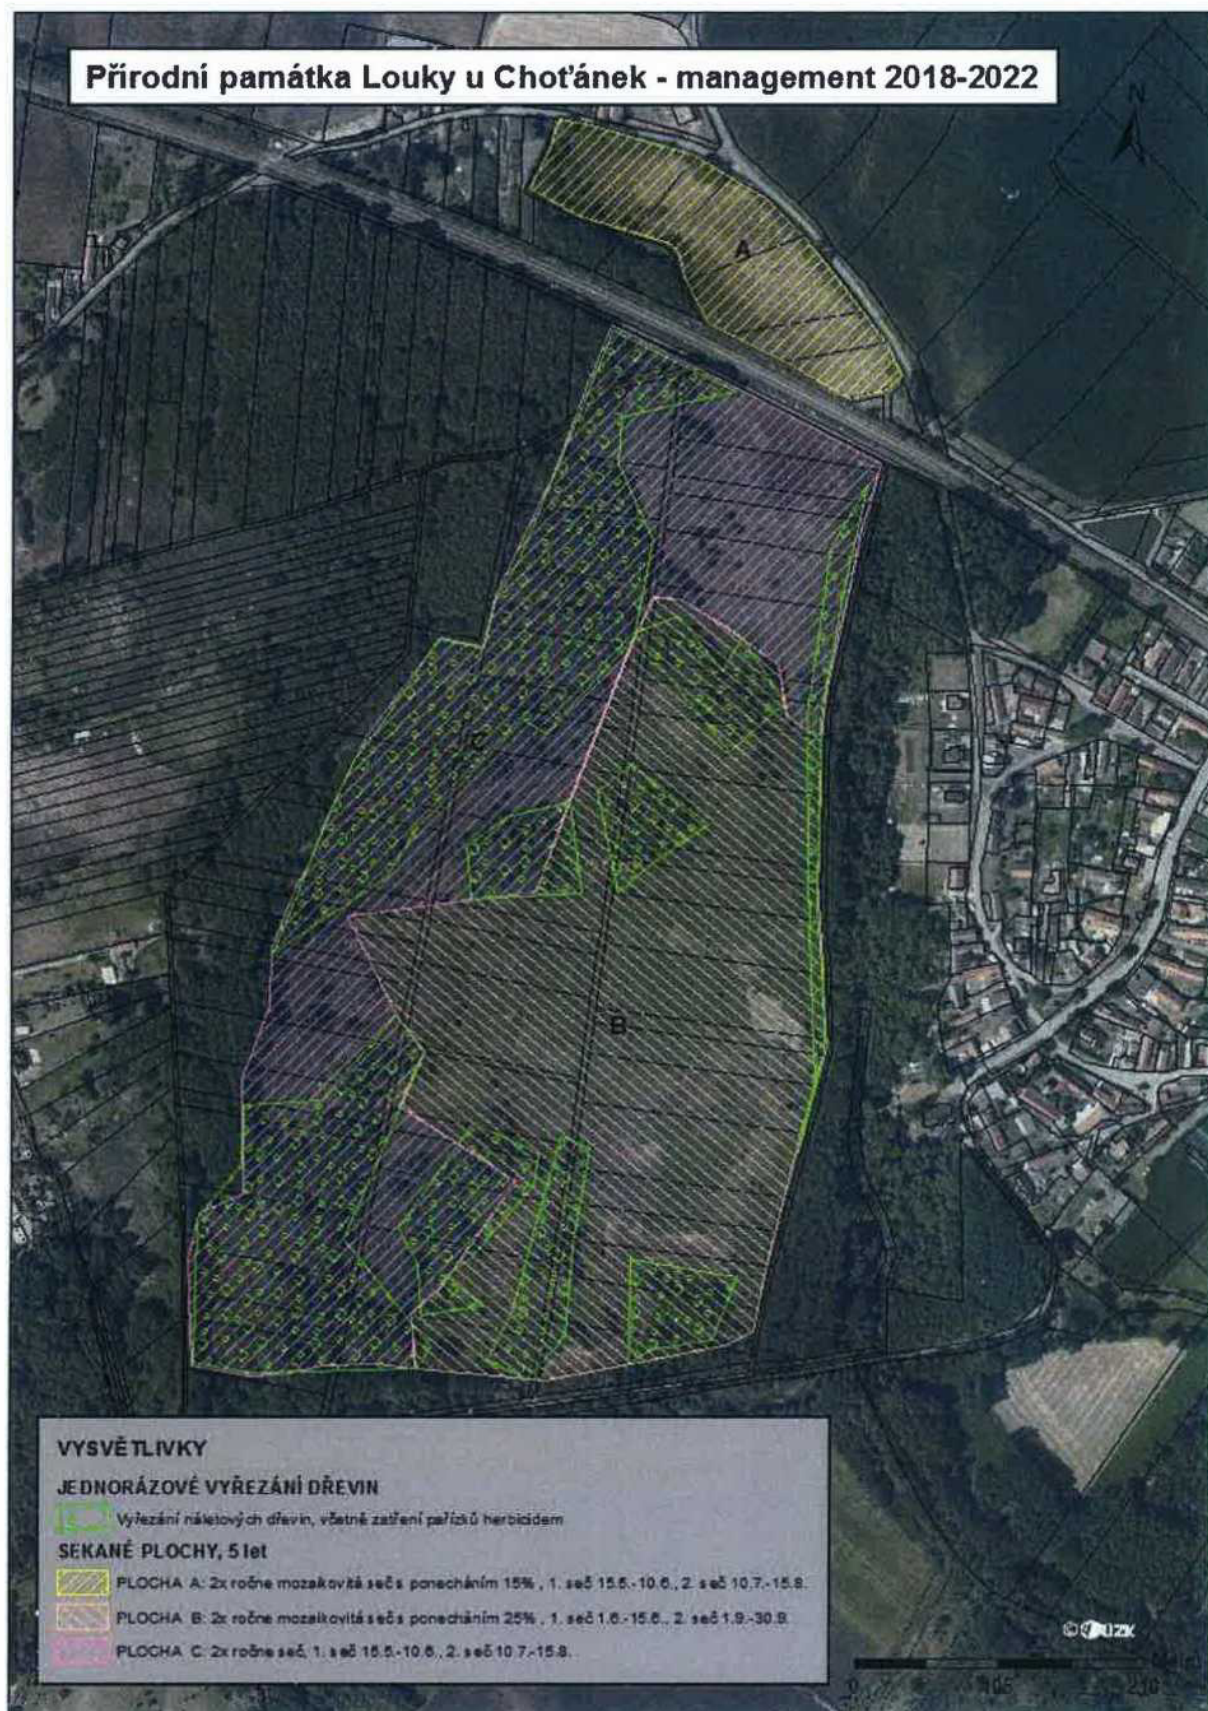 Přírodní památka Louky u Choťánek - management 2018-2022
N
A
C
B
VYSVĚTLIVKY
JEDNORÁZOVÉ VYŘEZÁNÍ DŘEVIN
Vyřezání náletových dřevin, včetně zatření pařízků herbicidem
SEKANÉ PLOCHY, 5 let
PLOCHA A: 2x ročne mozaikovitá seč s ponecháním 15% , 1. seč 15.5.-10.6., 2. seč 10.7.-15.8.
PLOCHA B: 2x ročne mozaikovitá seč s ponecháním 25% , 1. seč 1.6.-15.6., 2. seč 1.9.-30.9.
PLOCHA C: 2x ročne seč, 1. seč 15.5.-10.6., 2. seč 10.7.-15.8.
© ČÚZK
0 105 210